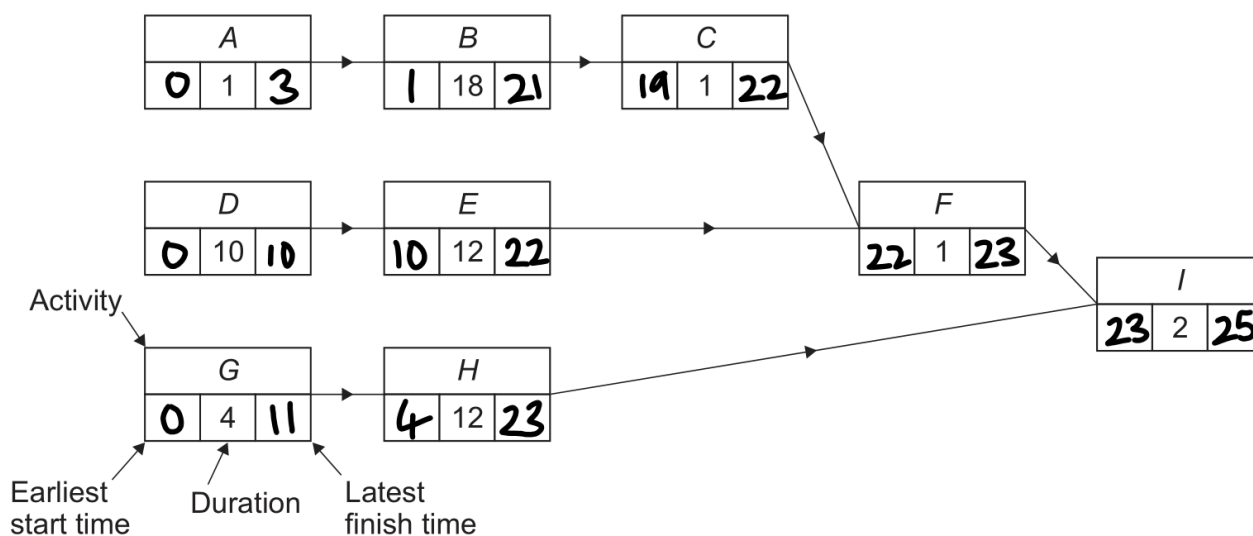 A
B
C
0 1 3
1 18 21
19 1 22
D
E
F
0 10 10
10 12 22
22 1 23
I
23 2 25
Activity
G
H
0 4 11
4 12 23
Earliest
start time
Duration
Latest
finish time